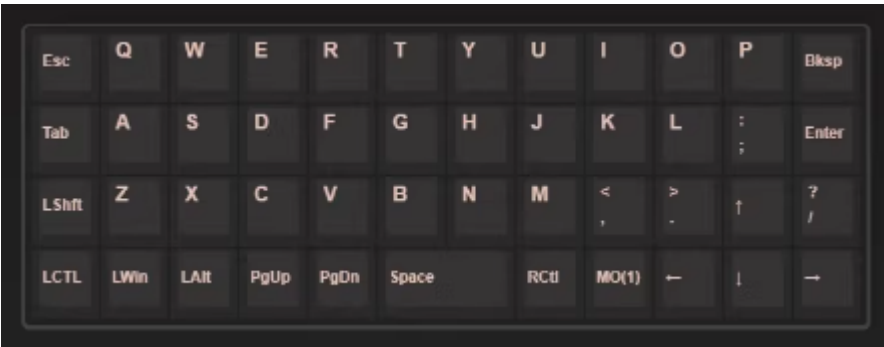 Esc Q W E R T Y U I O P Bksp
Tab A S D F G H J K L : ; Enter
LShft Z X C V B N M < , > . ↑ ? /
LCTL LWin LAlt PgUp PgDn Space RCtl MO(1) ← ↓ →